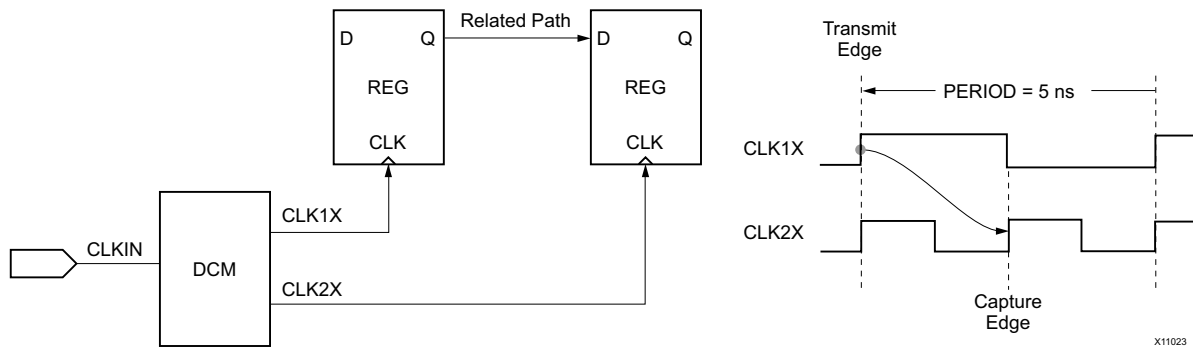 Related Path
D Q
REG
CLK
D Q
REG
CLK
CLKIN
DCM
CLK1X
CLK2X
Transmit
Edge
PERIOD = 5 ns
CLK1X
CLK2X
Capture
Edge
X11023